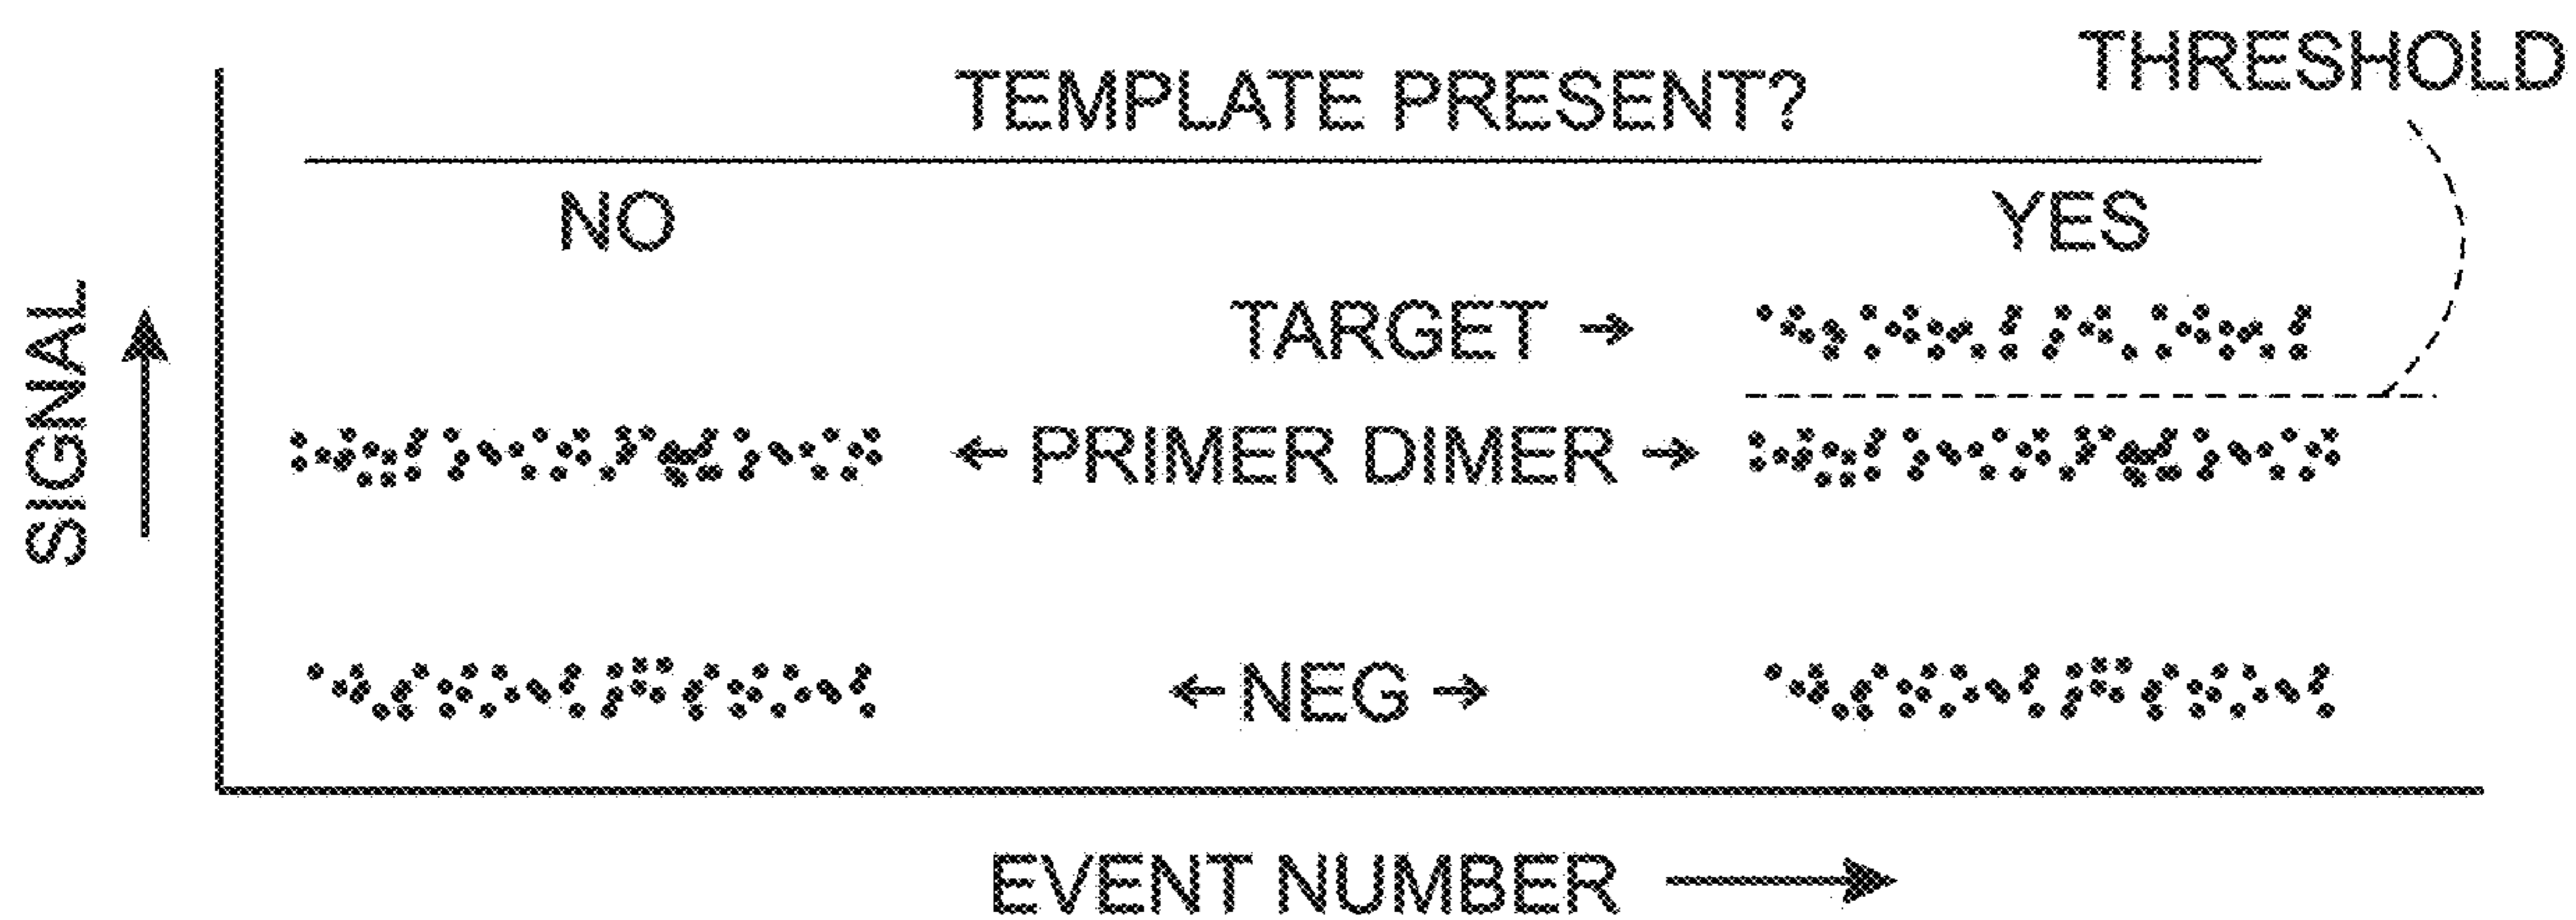 THRESHOLD
TEMPLATE PRESENT?
NO
YES
TARGET →
← PRIMER DIMER →
← NEG →
SIGNAL
EVENT NUMBER